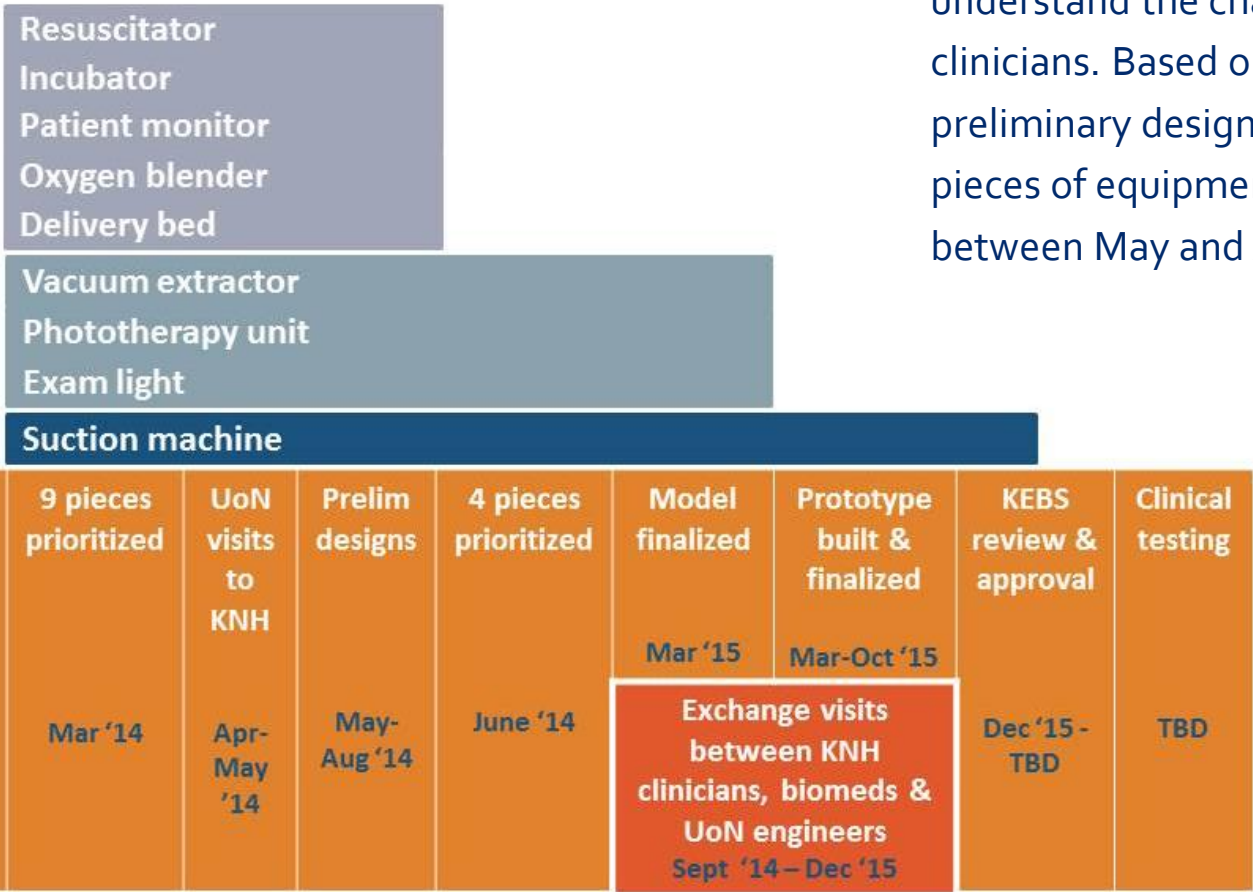 Resuscitator
Incubator
Patient monitor
Oxygen blender
Delivery bed
Vacuum extractor
Phototherapy unit
Exam light
Suction machine
understand the
clinicians. Based
preliminary
pieces of
between May and
9 pieces
prioritized
Mar ‘14
UoN
visits
to
KNH
Apr-
May
’14
Prelim
designs
May-
Aug ‘14
4 pieces
prioritized
June ‘14
Model
finalized
Mar ‘15
Prototype
built &
finalized
Mar-Oct ‘15
Exchange visits
between KNH
clinicians, biomeds &
UoN engineers
Sept ‘14 – Dec ‘15
KEBS
review &
approval
Dec ‘15 -
TBD
Clinical
testing
TBD